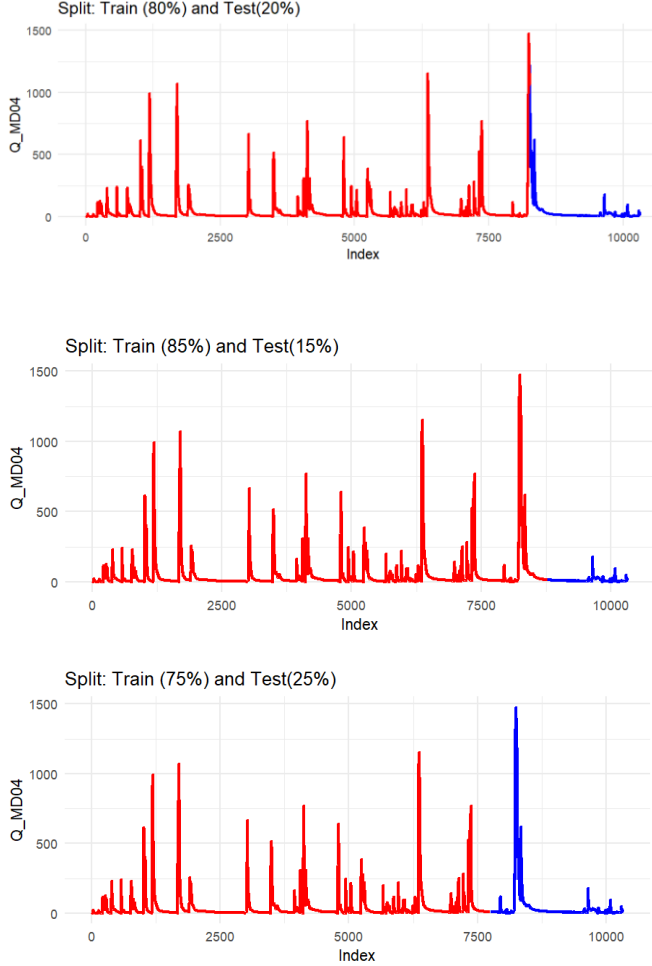 Split: Train (80%) and Test(20%)
1500
1000
500
0
Q_MD04
0 2500 5000 7500 10000
Index
Split: Train (85%) and Test(15%)
1500
1000
500
0
Q_MD04
0 2500 5000 7500 10000
Index
Split: Train (75%) and Test(25%)
1500
1000
500
0
Q_MD04
0 2500 5000 7500 10000
Index